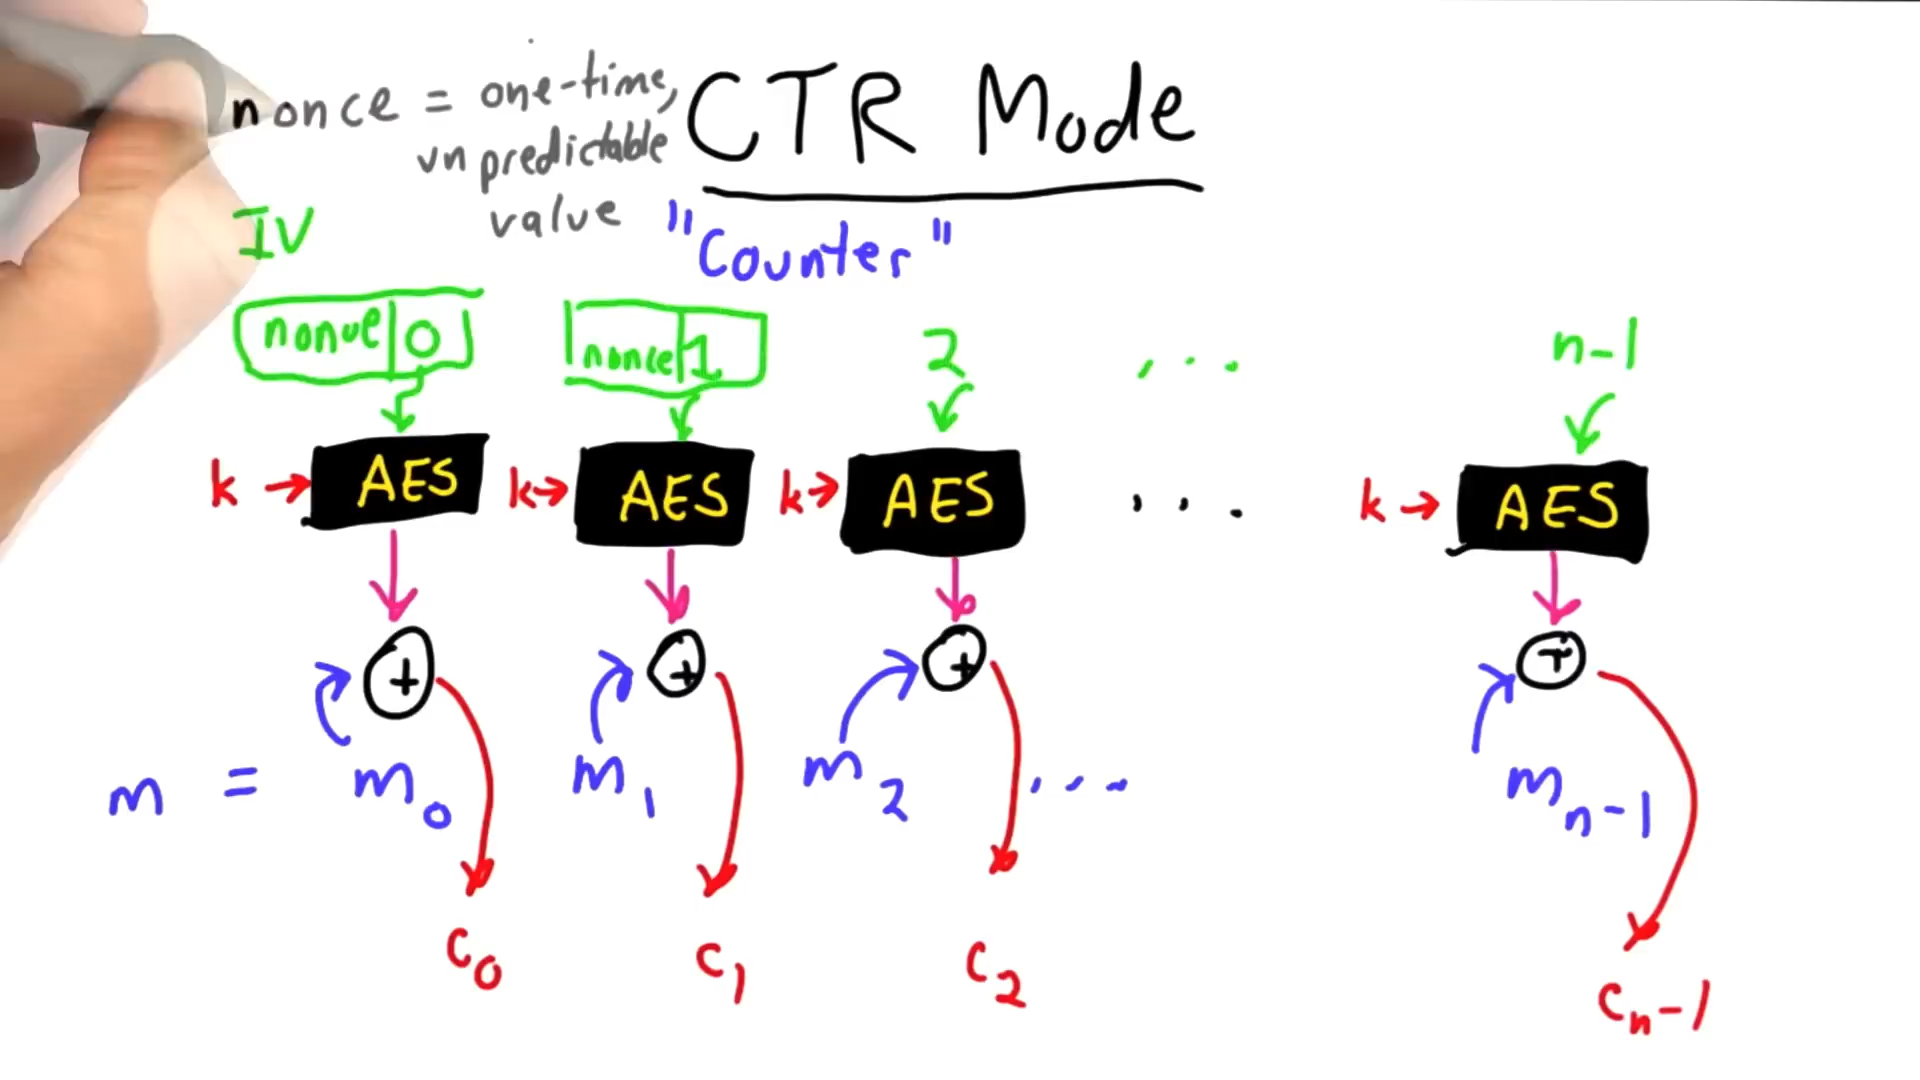 nonce = one-time,
unpredictable
value
CTR Mode
"Counter"
IV
nonce 0 nonce 1 2 ... n-1
k → AES k → AES k → AES ... k → AES
+ + + +
m = m0 m1 m2 .... mn-1
c0 c1 c2 cn-1